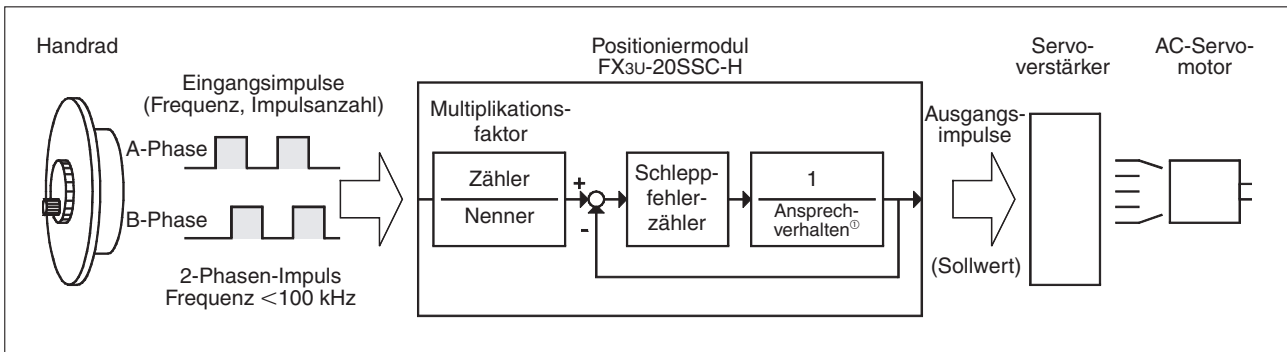 Handrad
Eingangsimpulse
(Frequenz, Impulsanzahl)
A-Phase
B-Phase
2-Phasen-Impuls
Frequenz <100 kHz
Positioniermodul
FX3U-20SSC-H
Multiplikations-
faktor
Zähler
Nenner
+
-
Schlepp-
fehler-
zähler
1
Ansprech-
verhalten①
Ausgangs-
impulse
(Sollwert)
Servo-
verstärker
AC-Servo-
motor